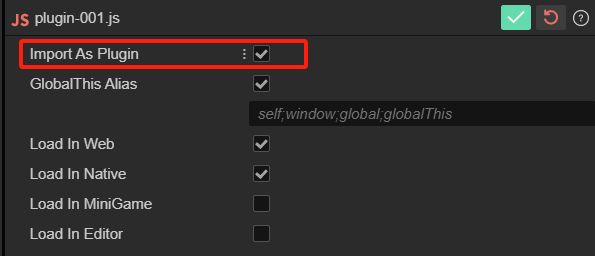 JS plugin-001.js
Import As Plugin
GlobalThis Alias
self;window;global;globalThis
Load In Web
Load In Native
Load In MiniGame
Load In Editor